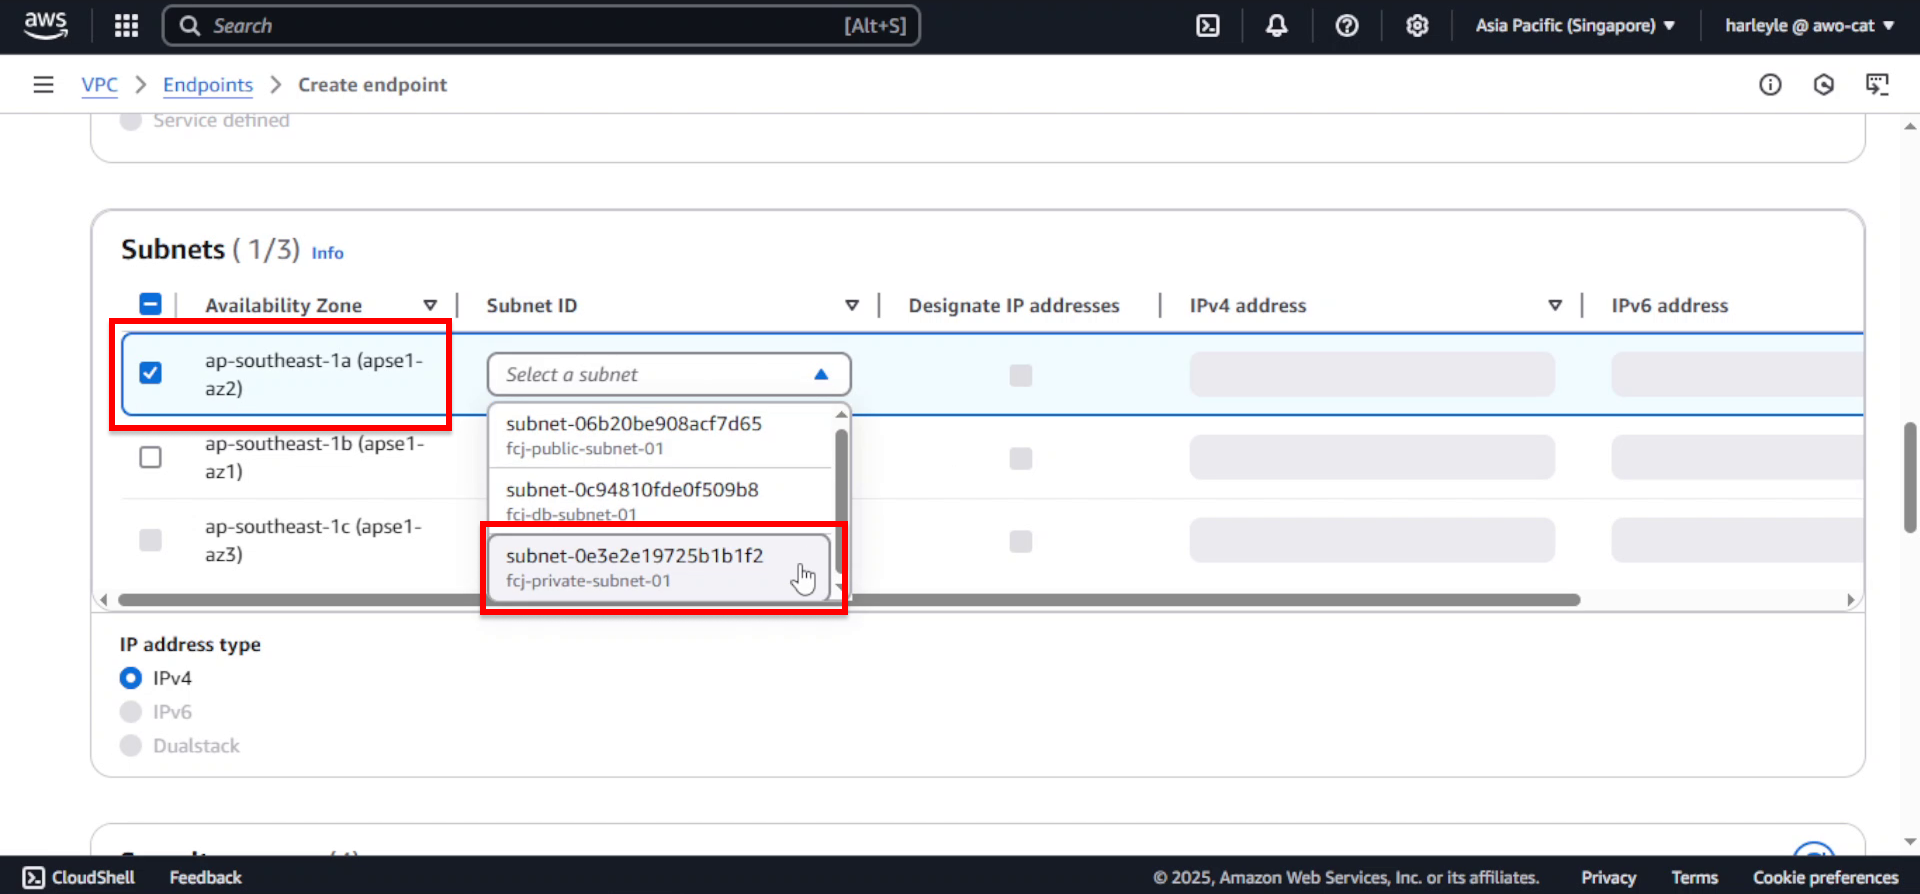 aws
Search
[Alt+S]
Asia Pacific (Singapore)
harleyle @ awo-cat
VPC
Endpoints
Create endpoint
Service defined
Subnets ( 1/3) Info
Availability Zone
Subnet ID
Designate IP addresses
IPv4 address
IPv6 address
ap-southeast-1a (apse1-
az2)
Select a subnet
subnet-06b20be908acf7d65
fcj-public-subnet-01
subnet-0c94810fde0f509b8
fcj-db-subnet-01
subnet-0e3e2e19725b1b1f2
fcj-private-subnet-01
ap-southeast-1b (apse1-
az1)
ap-southeast-1c (apse1-
az3)
IP address type
IPv4
IPv6
Dualstack
CloudShell
Feedback
© 2025, Amazon Web Services, Inc. or its affiliates.
Privacy
Terms
Cookie preferences